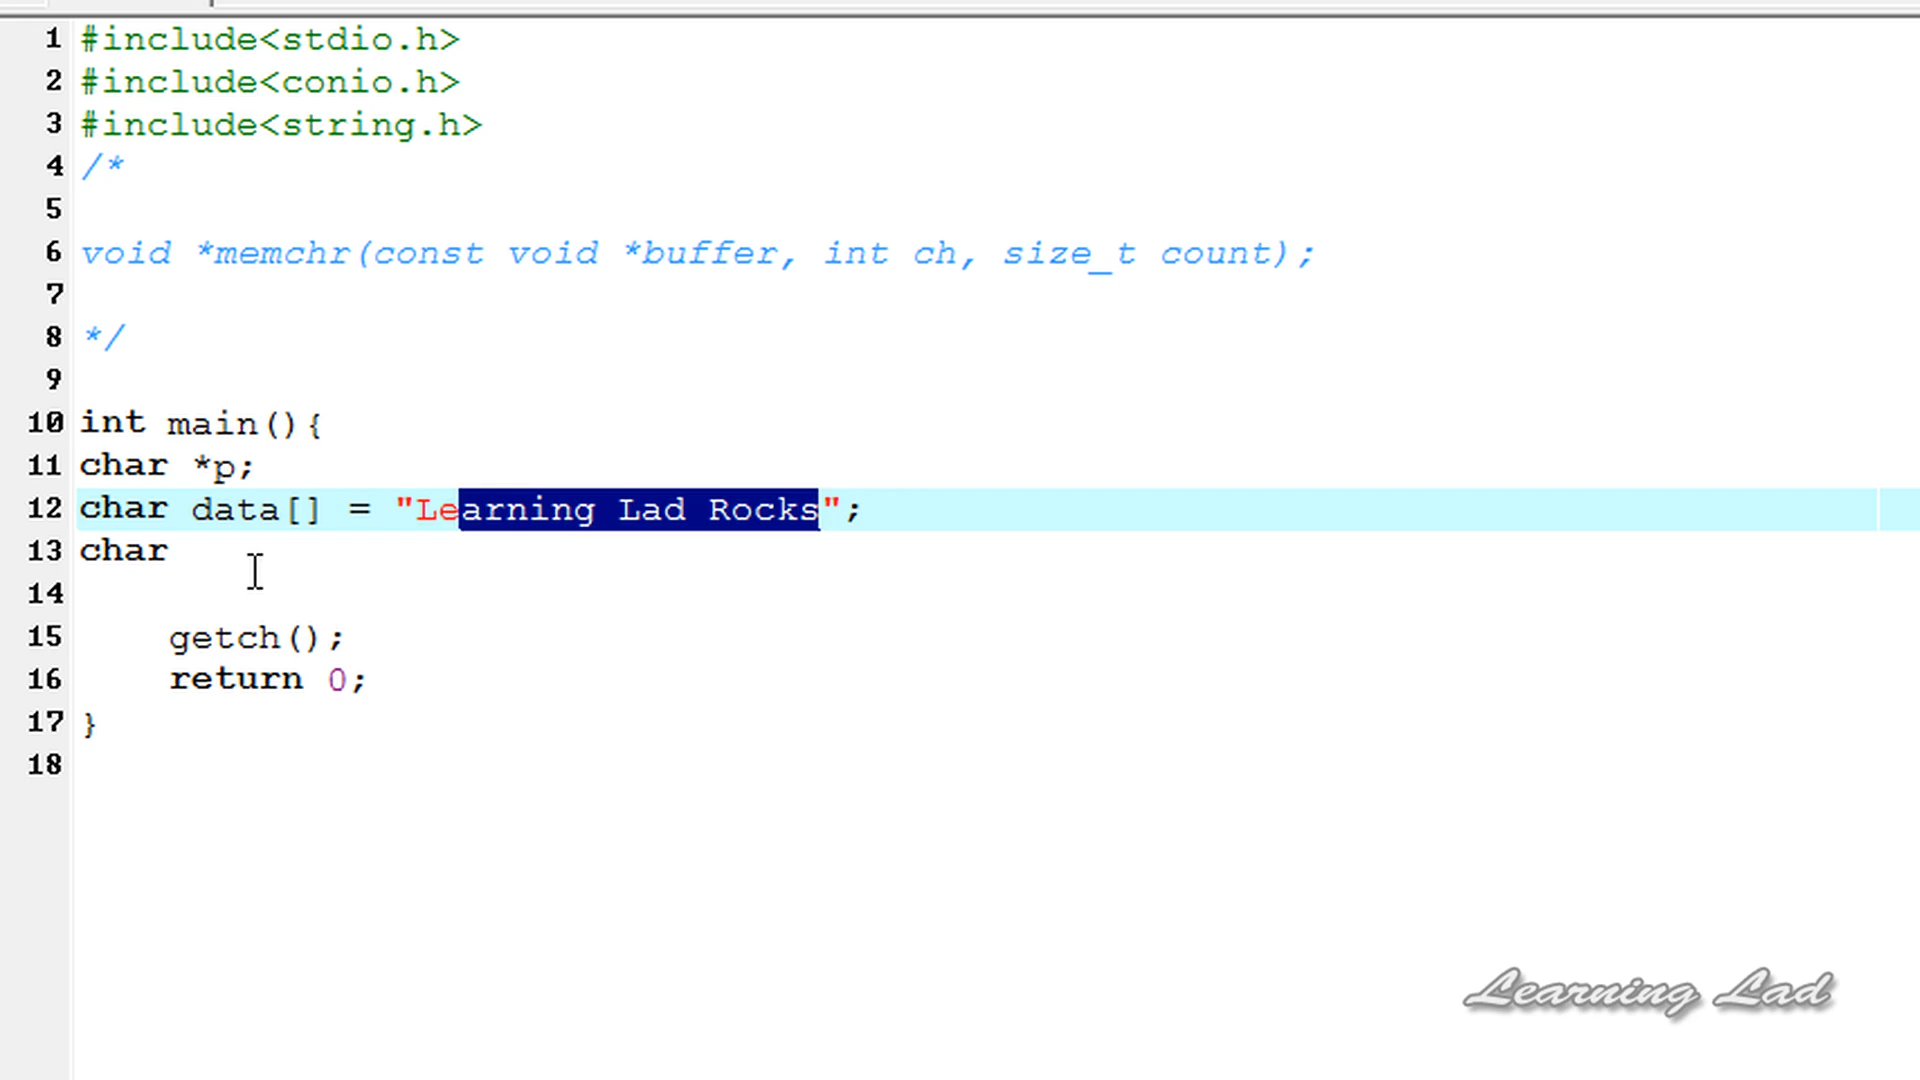 1 #include<stdio.h>
2 #include<conio.h>
3 #include<string.h>
4 /*
5
6 void *memchr(const void *buffer, int ch, size_t count);
7
8 */
9
10 int main(){
11 char *p;
12 char data[] = "Learning Lad Rocks";
13 char
14
15     getch();
16     return 0;
17 }
18
Learning Lad